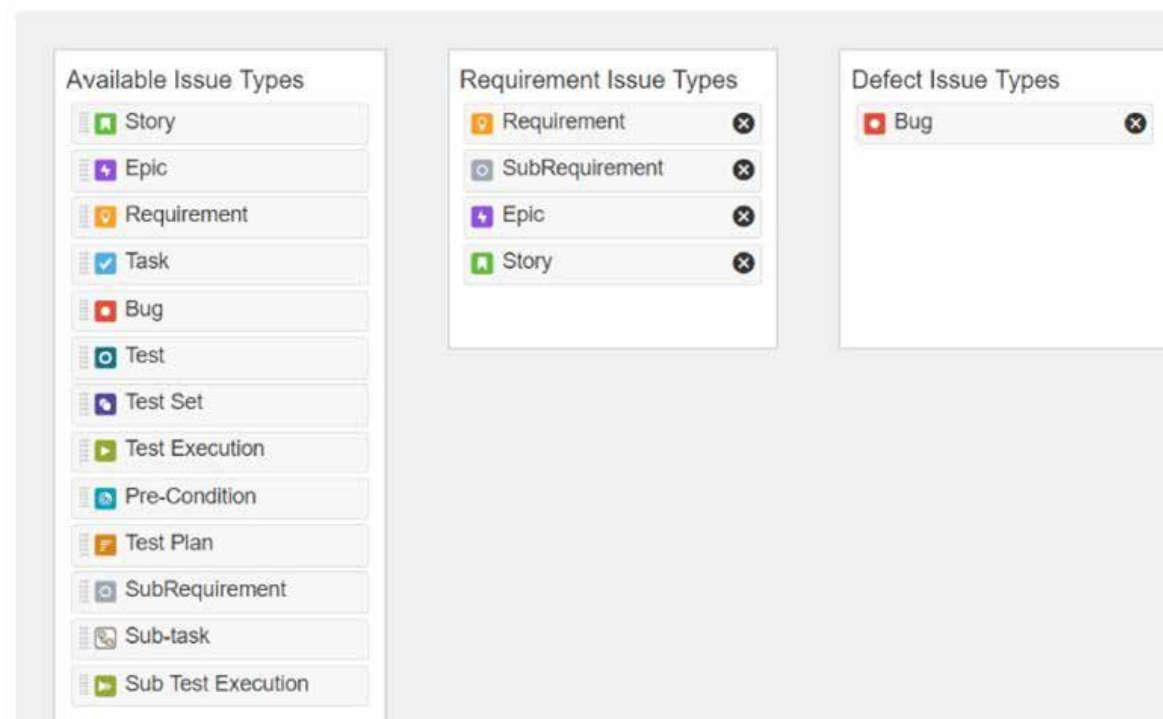 Available Issue Types
Story
Epic
Requirement
Task
Bug
Test
Test Set
Test Execution
Pre-Condition
Test Plan
SubRequirement
Sub-task
Sub Test Execution
Requirement Issue Types
Requirement
SubRequirement
Epic
Story
Defect Issue Types
Bug